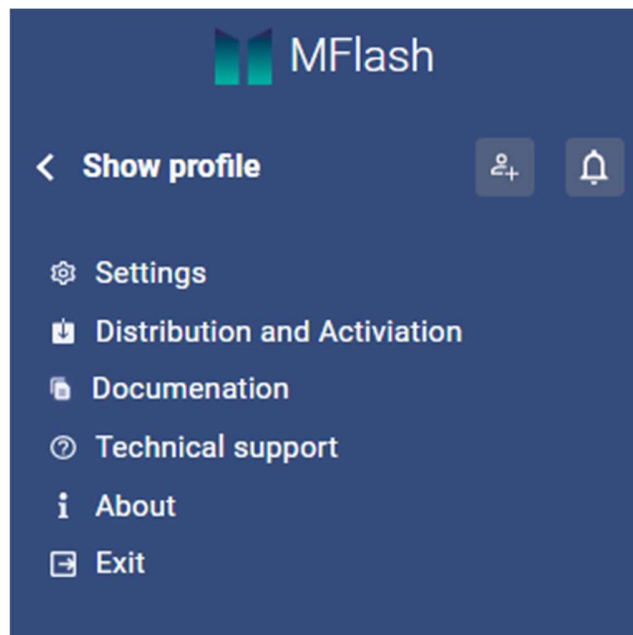 MFlash
Show profile
Settings
Distribution and Activiation
Documenation
Technical support
About
Exit